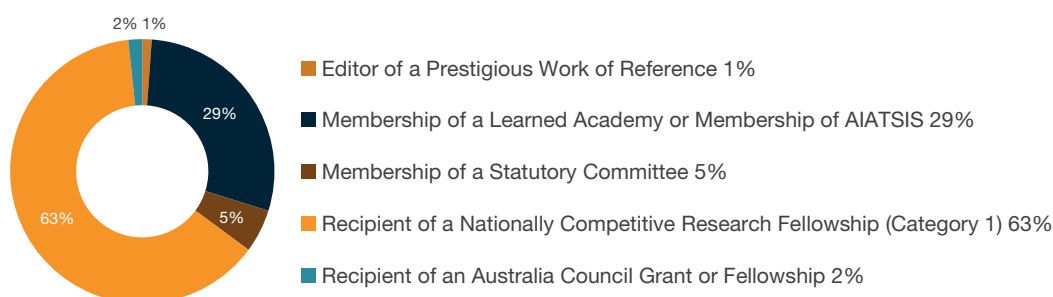 2% 1%
29%
5%
63%
Editor of a Prestigious Work of Reference 1%
Membership of a Learned Academy or Membership of AIATSIS 29%
Membership of a Statutory Committee 5%
Recipient of a Nationally Competitive Research Fellowship (Category 1) 63%
Recipient of an Australia Council Grant or Fellowship 2%